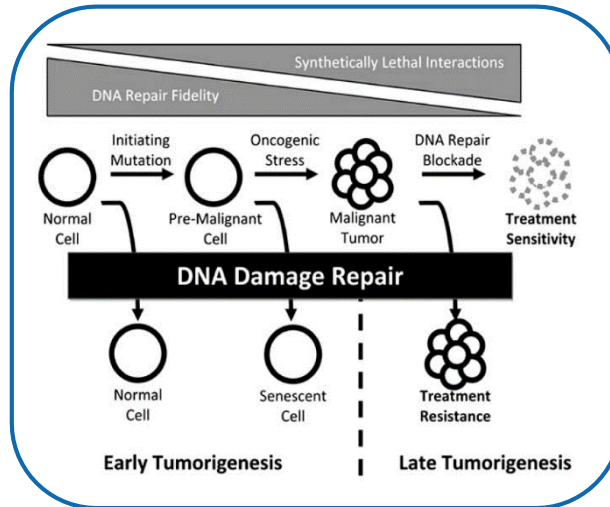 Synthetically Lethal Interactions
DNA Repair Fidelity
Initiating
Mutation
Oncogenic
Stress
DNA Repair
Blockade
Normal
Cell
Pre-Malignant
Cell
Malignant
Tumor
Treatment
Sensitivity
DNA Damage Repair
Normal
Cell
Senescent
Cell
Treatment
Resistance
Early Tumorigenesis
Late Tumorigenesis